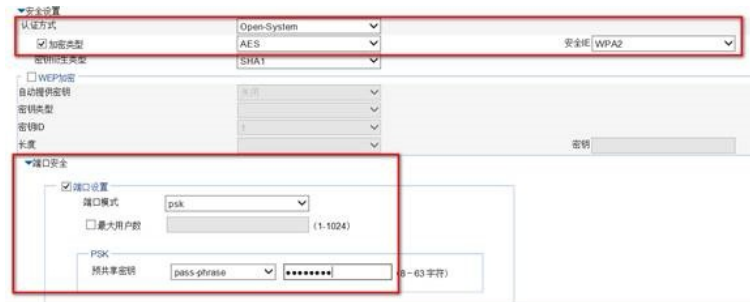 安全设置
认证方式 Open-System
加密类型 AES 安全IE WPA2
密钥衍生类型 SHA1
WEP加密
自动提供密钥 关闭
密钥类型
密钥ID 1
长度 密钥
端口安全
端口设置
端口模式 psk
最大用户数 (1-1024)
PSK
预共享密钥 pass-phrase •••••••• (8-63 字符)